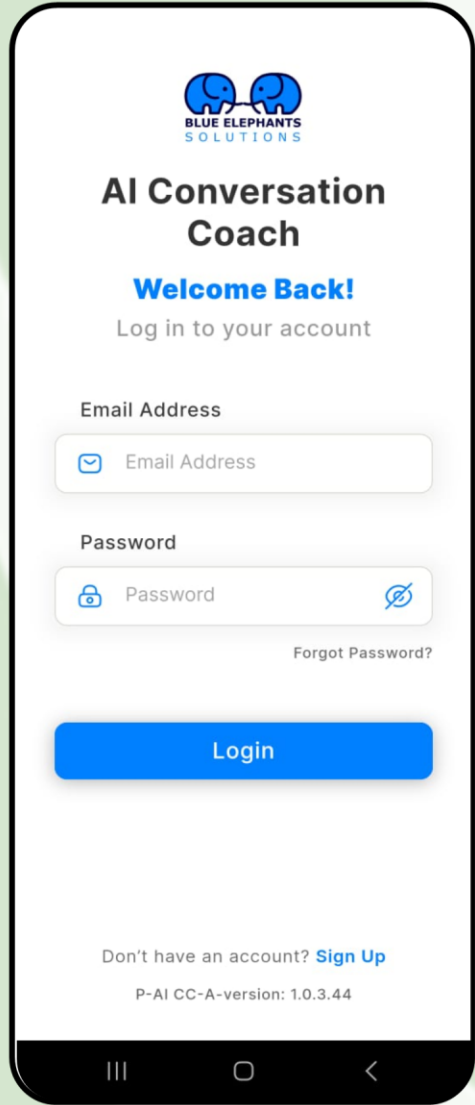 BLUE ELEPHANTS
SOLUTIONS
AI Conversation
Coach
Welcome Back!
Log in to your account
Email Address
Email Address
Password
Password
Forgot Password?
Login
Don't have an account? Sign Up
P-AI CC-A-version: 1.0.3.44